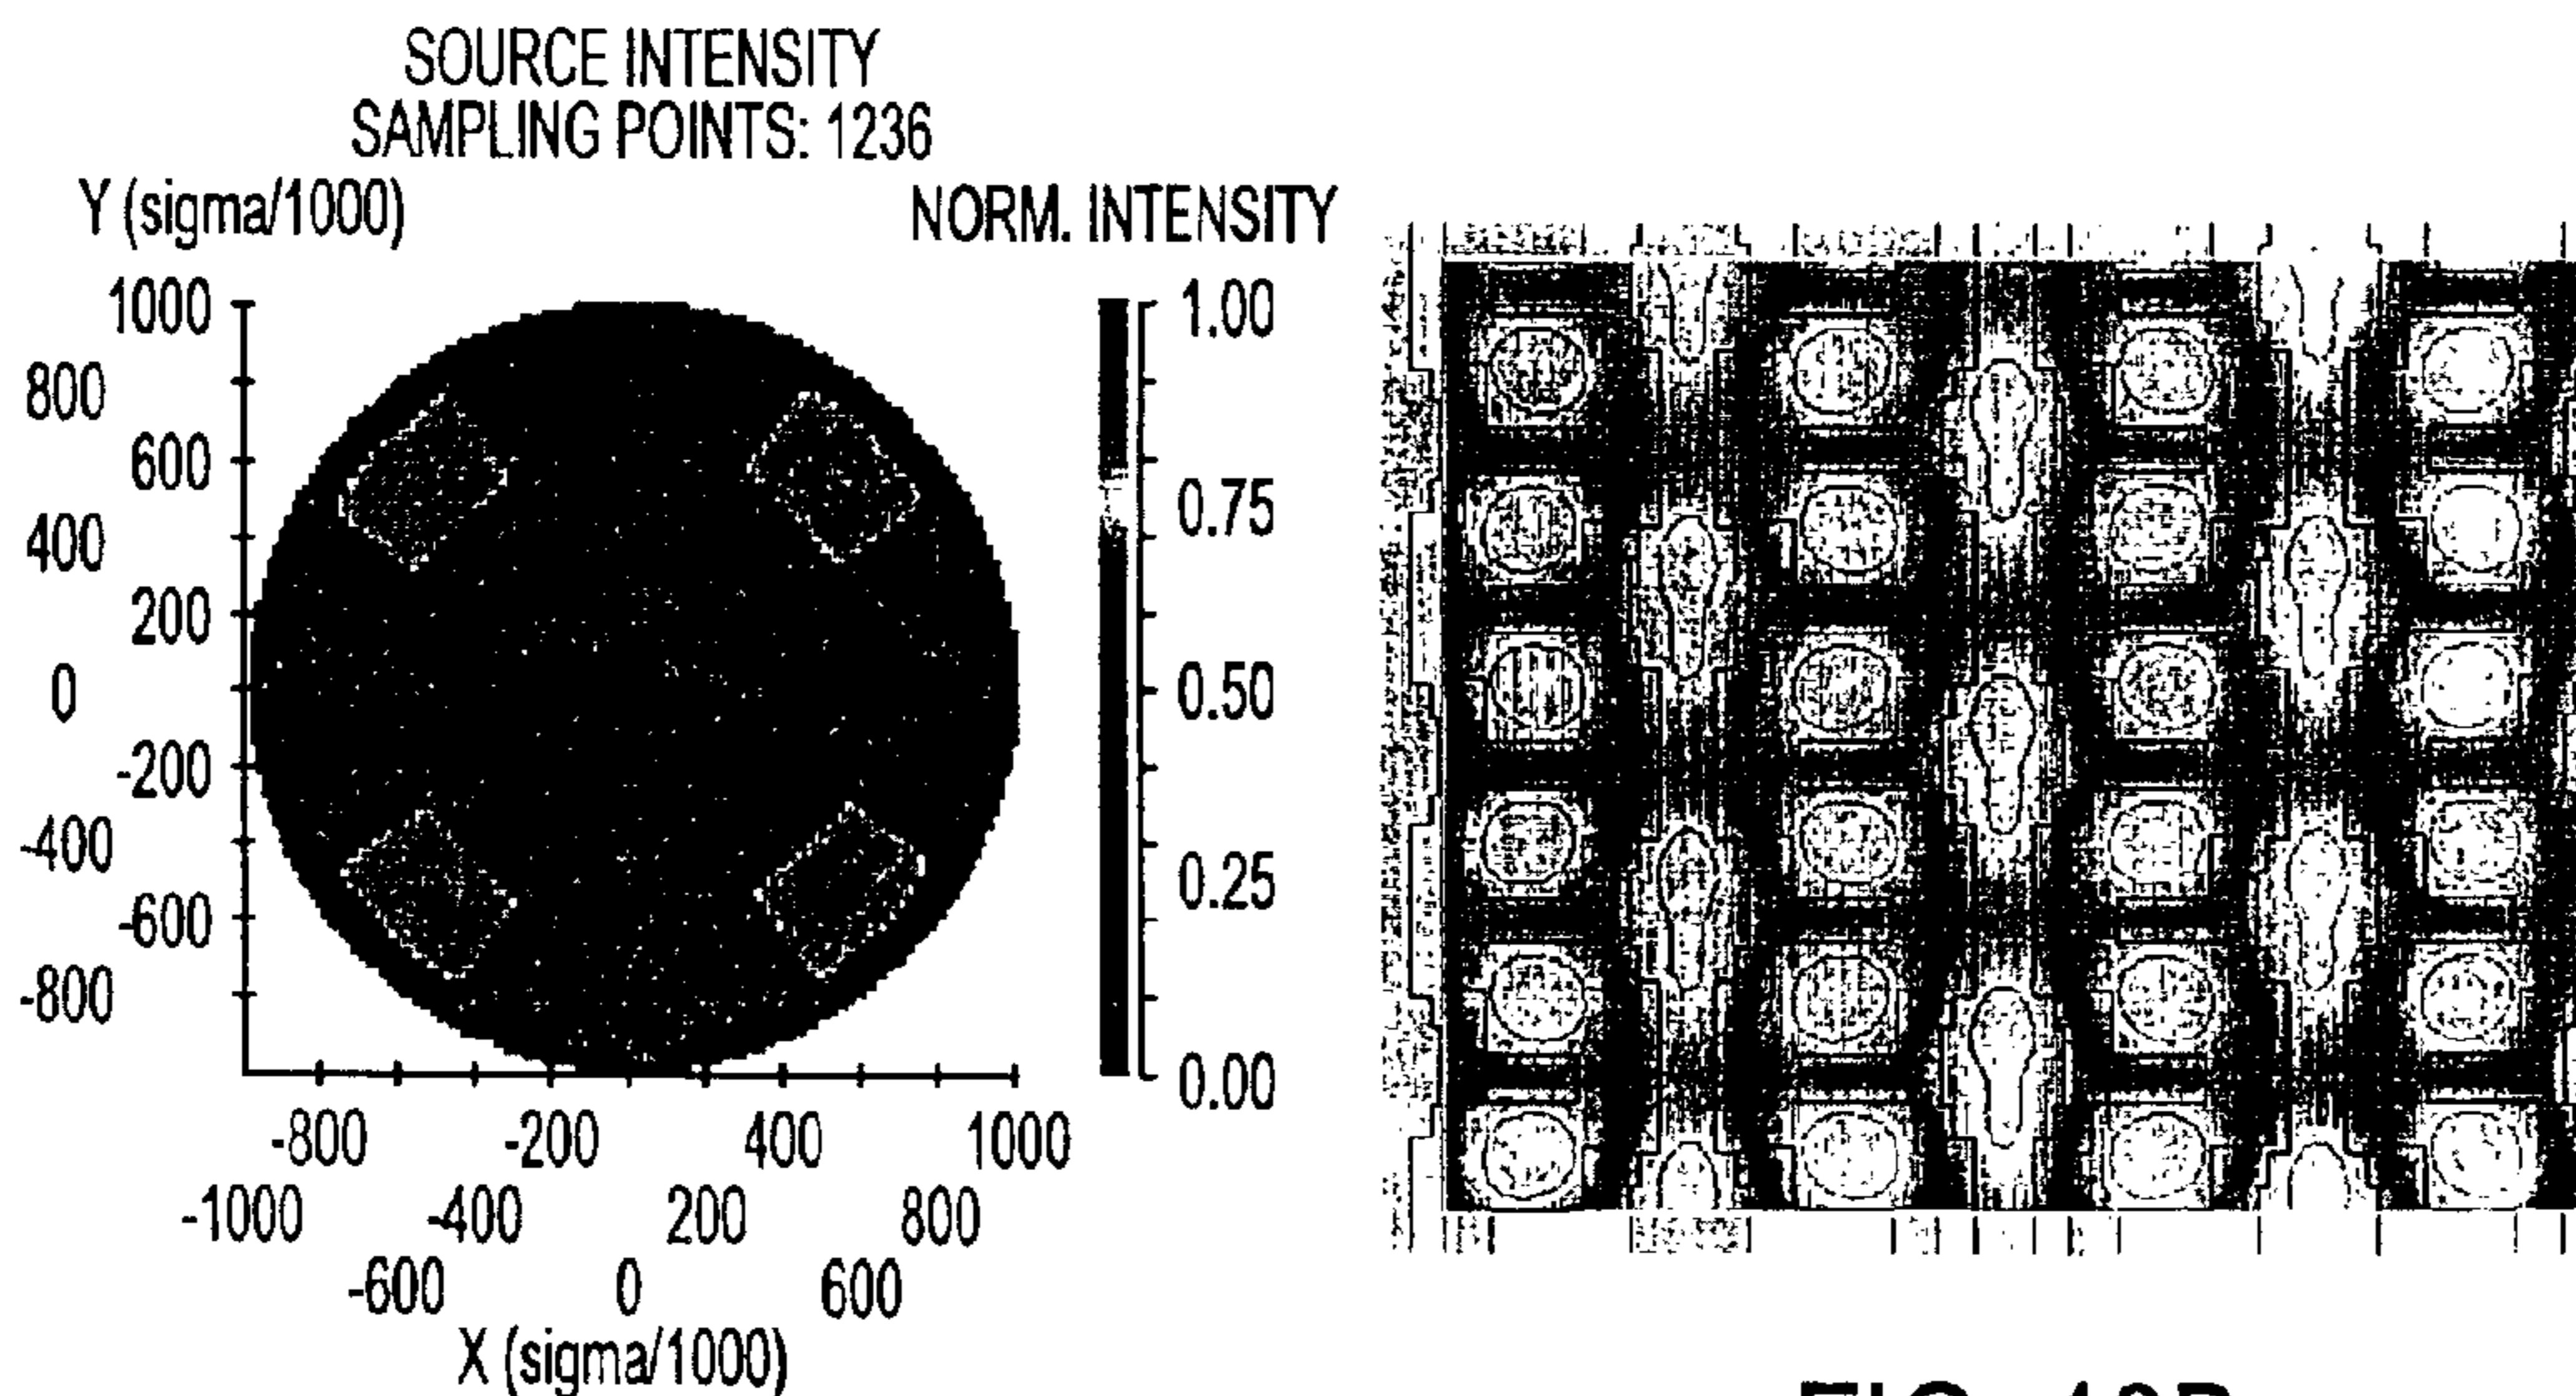 SOURCE INTENSITY
SAMPLING POINTS: 1236
Y (sigma/1000)
NORM. INTENSITY
1000
800
600
400
200
0
-200
-400
-600
-800
1.00
0.75
0.50
0.25
0.00
-800 -200 400 1000
-1000 -400 200 800
-600 0 600
X (sigma/1000)